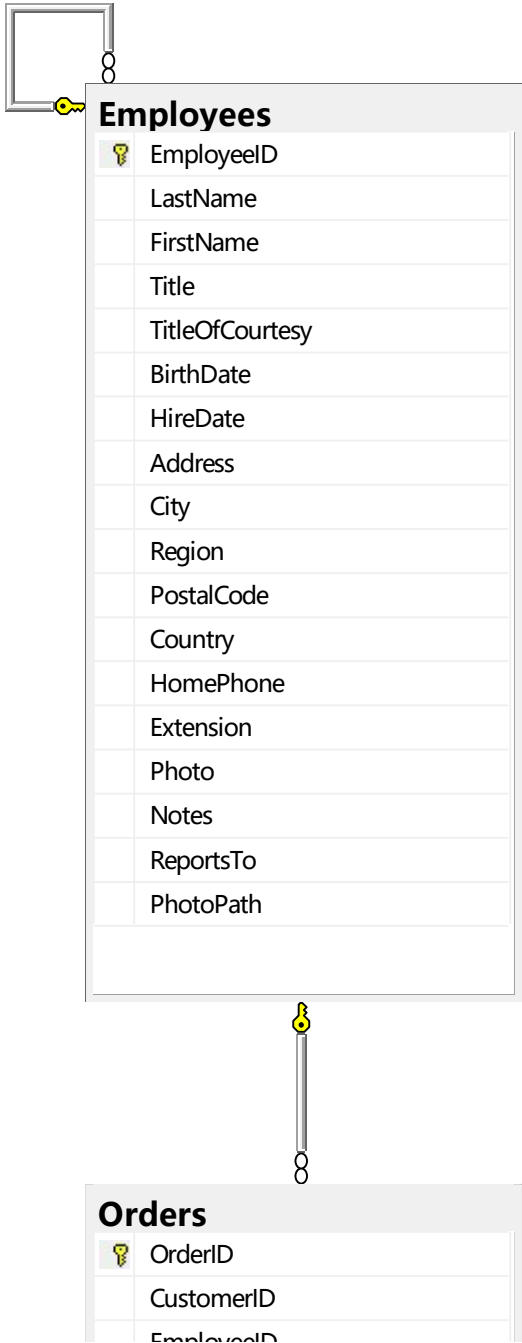 Employees
EmployeeID
LastName
FirstName
Title
TitleOfCourtesy
BirthDate
HireDate
Address
City
Region
PostalCode
Country
HomePhone
Extension
Photo
Notes
ReportsTo
PhotoPath
Orders
OrderID
CustomerID
EmployeeID